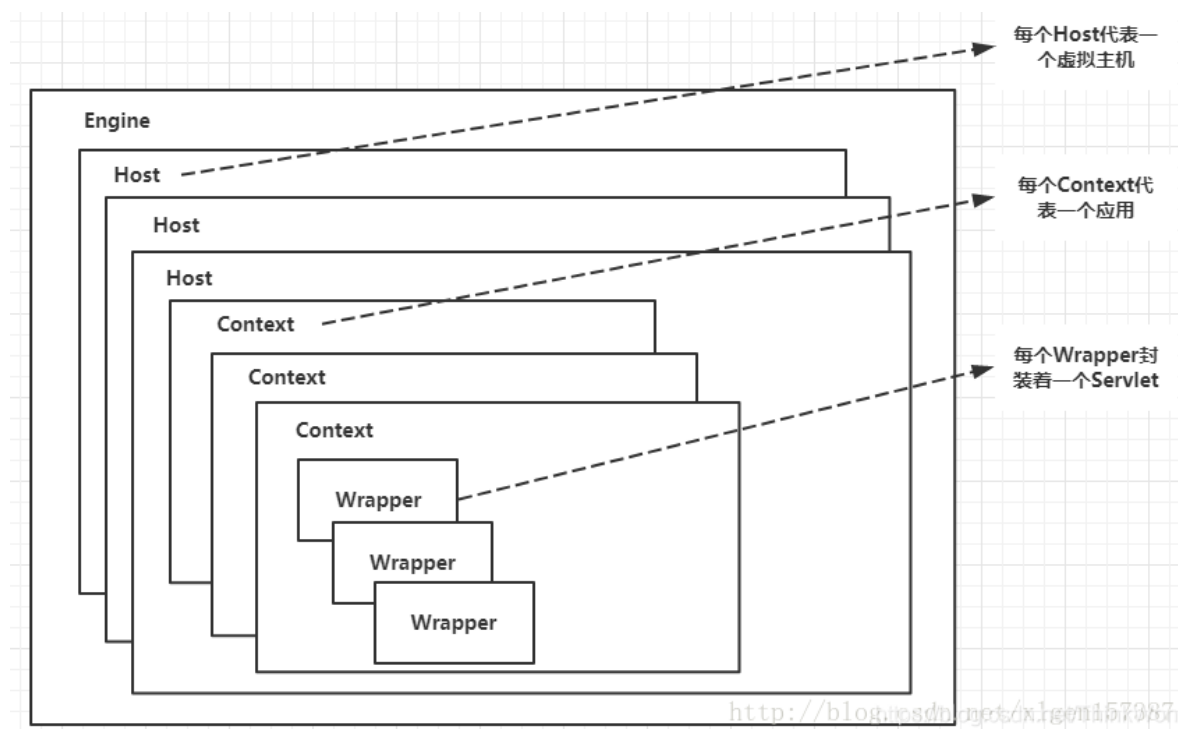 每个Host代表一
个虚拟主机
Engine
Host
每个Context代
表一个应用
Host
Host
Context
每个Wrapper封
装着一个Servlet
Context
Context
Wrapper
Wrapper
Wrapper
http://blog.